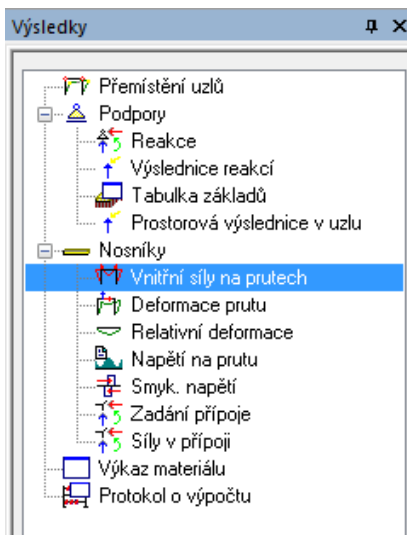 Výsledky
Přemístění uzlů
Podpory
Reakce
Výslednice reakcí
Tabulka základů
Prostorová výslednice v uzlu
Nosníky
Vnitřní síly na prutech
Deformace prutu
Relativní deformace
Napětí na prutu
Smyk. napětí
Zadání přípoje
Síly v přípoji
Výkaz materiálu
Protokol o výpočtu